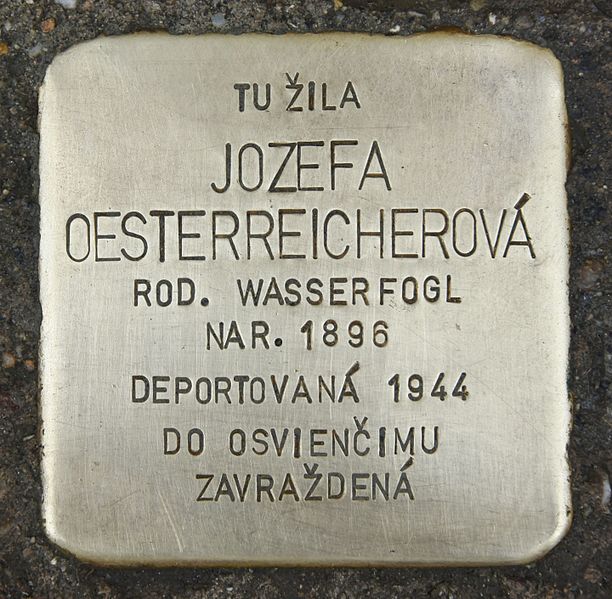 TU ŽILA
JOZEFA
OESTERREICHEROVÁ
ROD. WASSERFOGL
NAR. 1896
DEPORTOVANÁ 1944
DO OSVIENČIMU
ZAVRAŽDENÁ